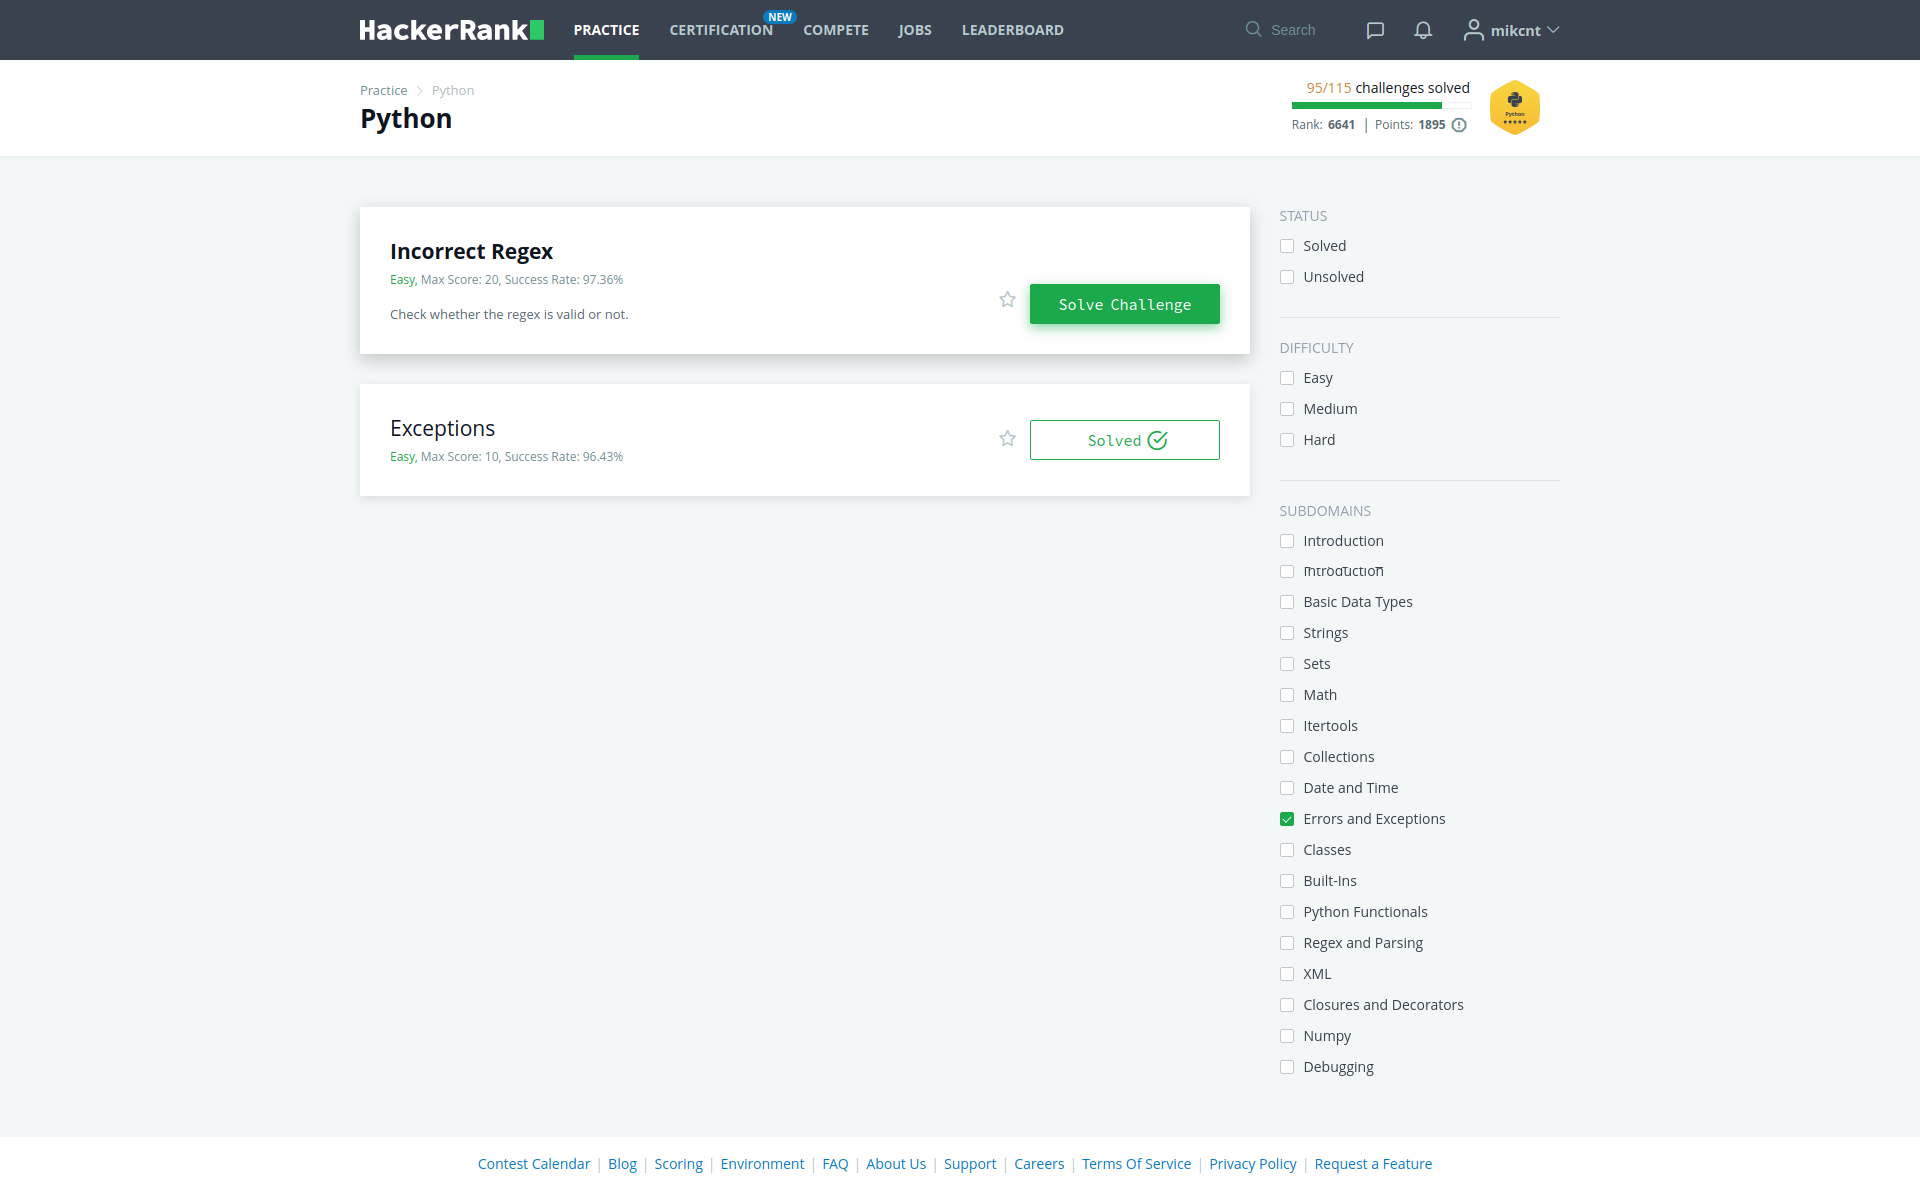 HackerRank
PRACTICE
CERTIFICATION
NEW
COMPETE
JOBS
LEADERBOARD
Search
mikcnt
Practice
Python
Python
95/115 challenges solved
Rank: 6641 | Points: 1895
Python
Incorrect Regex
Easy, Max Score: 20, Success Rate: 97.36%
Check whether the regex is valid or not.
Solve Challenge
Exceptions
Easy, Max Score: 10, Success Rate: 96.43%
Solved
STATUS
Solved
Unsolved
DIFFICULTY
Easy
Medium
Hard
SUBDOMAINS
Introduction
Introduction
Basic Data Types
Strings
Sets
Math
Itertools
Collections
Date and Time
Errors and Exceptions
Classes
Built-Ins
Python Functionals
Regex and Parsing
XML
Closures and Decorators
Numpy
Debugging
Contest Calendar | Blog | Scoring | Environment | FAQ | About Us | Support | Careers | Terms Of Service | Privacy Policy | Request a Feature